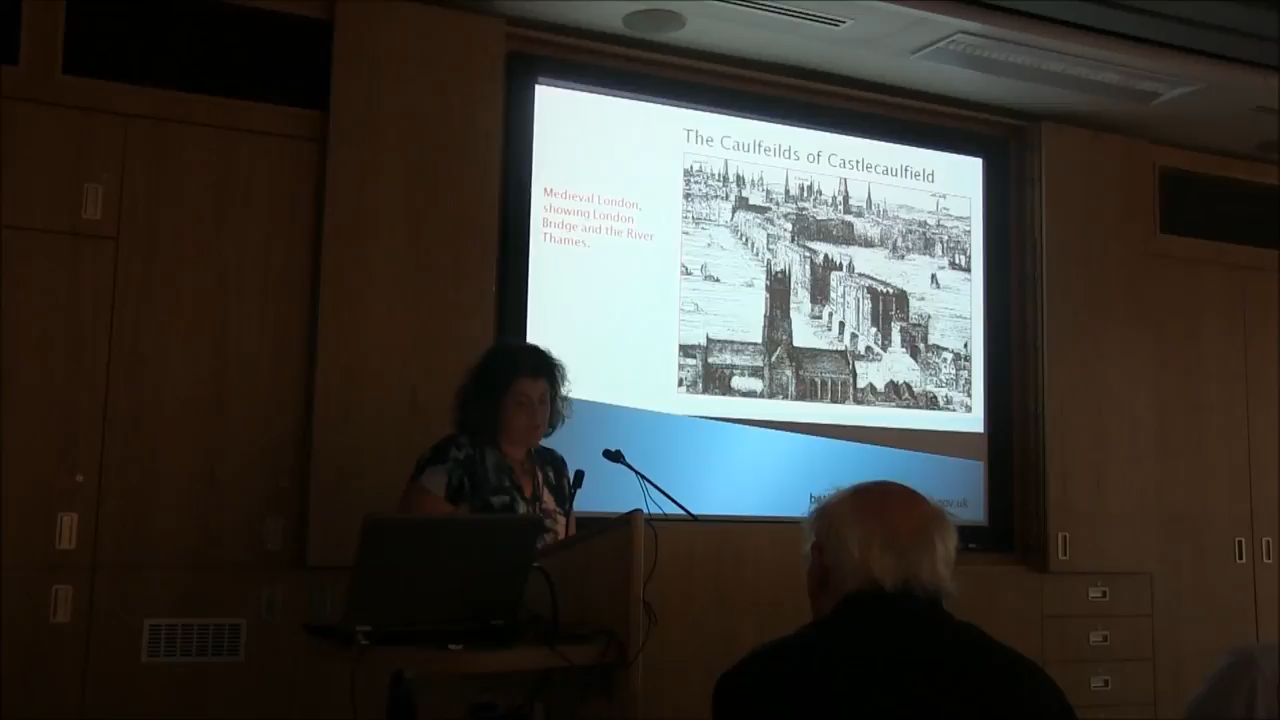 The Caulfeilds of Castlecaulfield
Medieval London,
showing London
Bridge and the River
Thames.